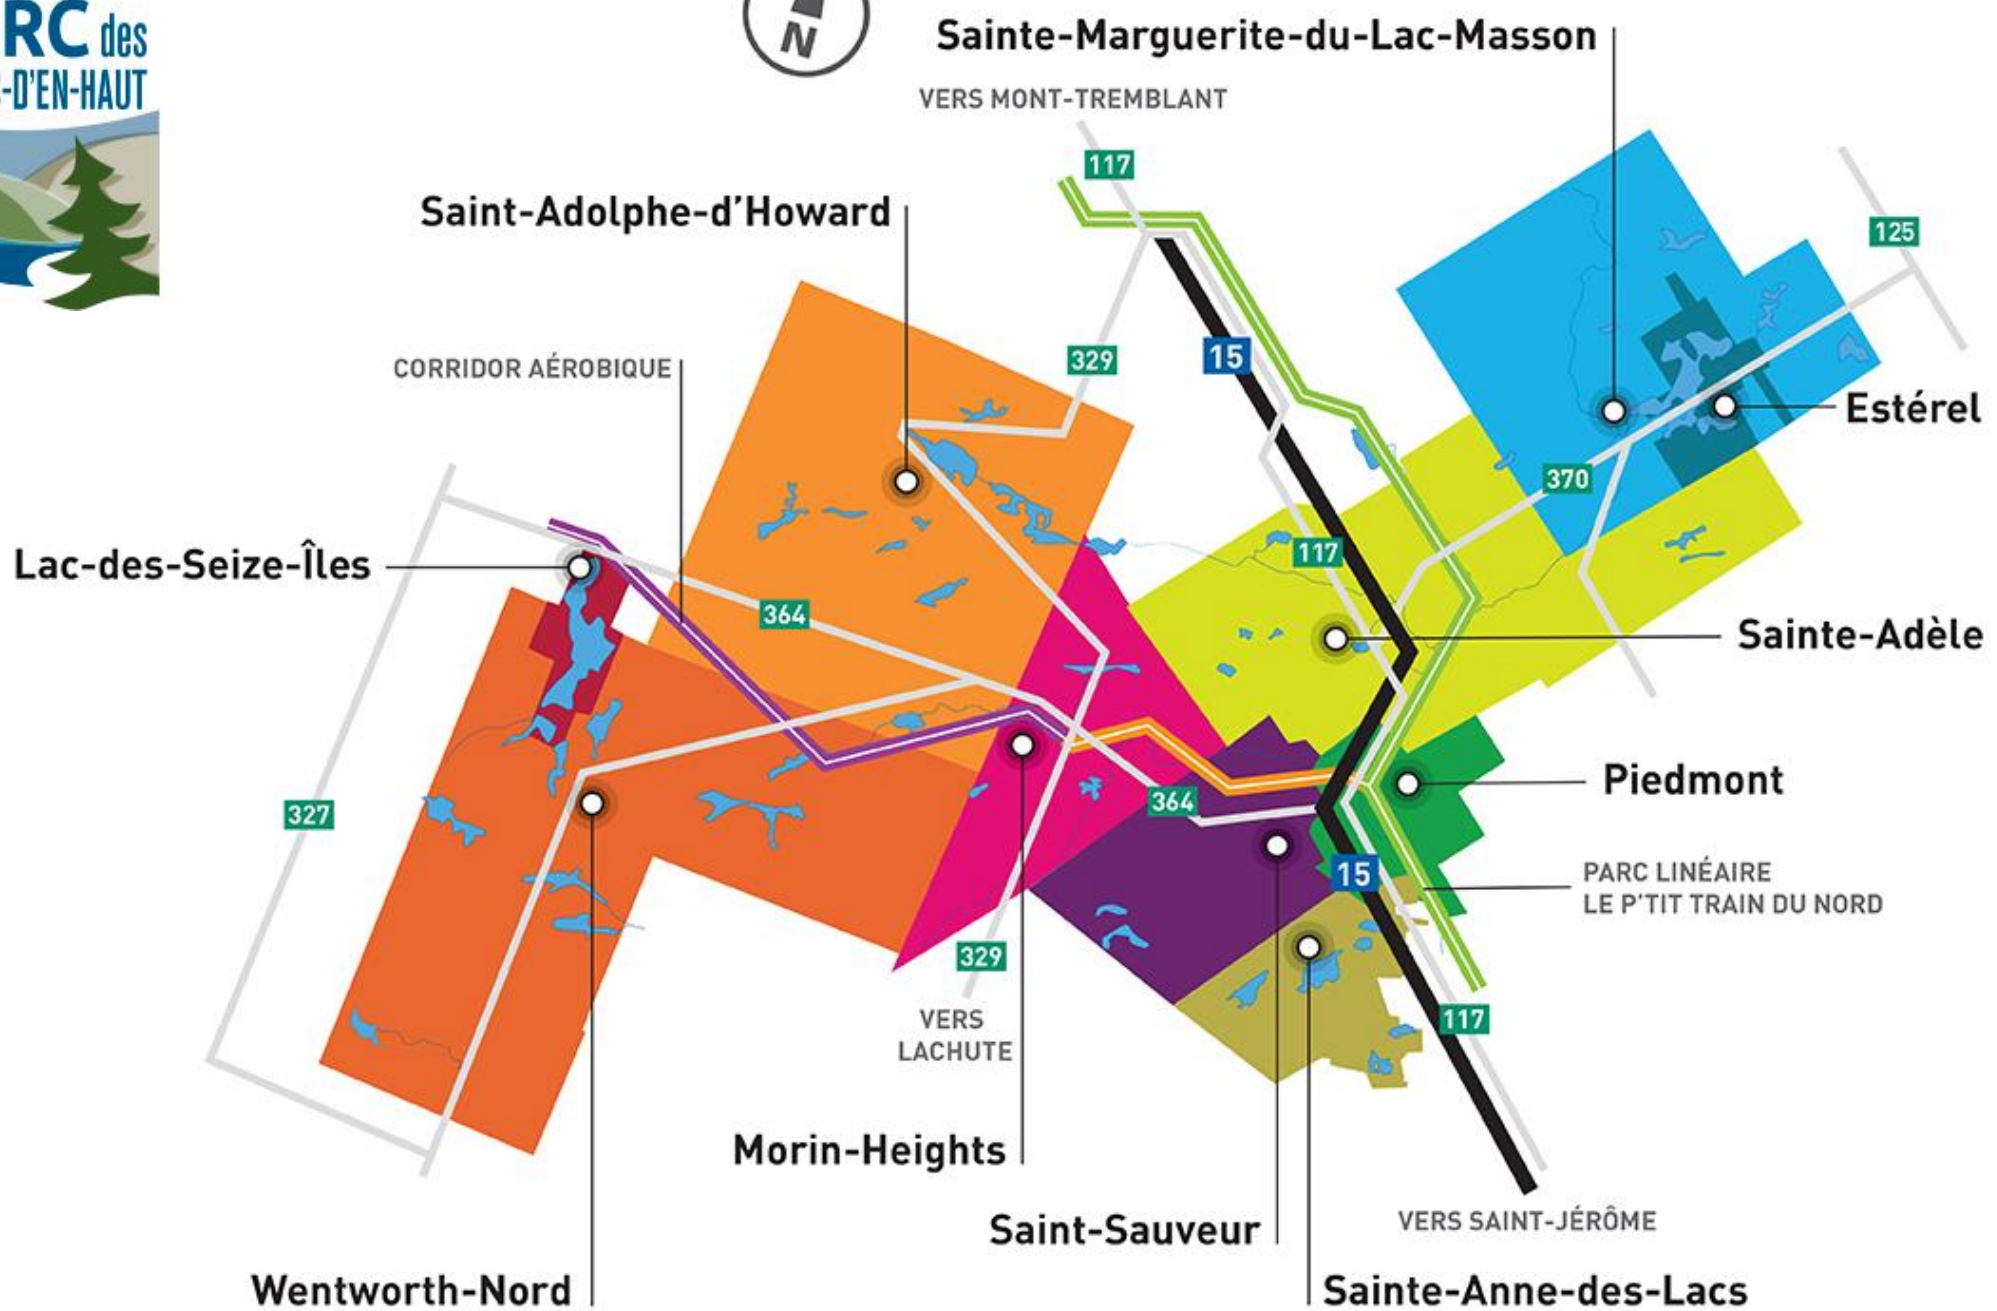 RC des
-D'EN-HAUT
N
Sainte-Marguerite-du-Lac-Masson
VERS MONT-TREMBLANT
117
Saint-Adolphe-d'Howard
125
CORRIDOR AÉROBIQUE
329
15
Estérel
370
Lac-des-Seize-Îles
117
364
Sainte-Adèle
Piedmont
327
364
15
PARC LINÉAIRE
LE P'TIT TRAIN DU NORD
329
VERS
LACHUTE
117
Morin-Heights
Saint-Sauveur
VERS SAINT-JÉRÔME
Wentworth-Nord
Sainte-Anne-des-Lacs